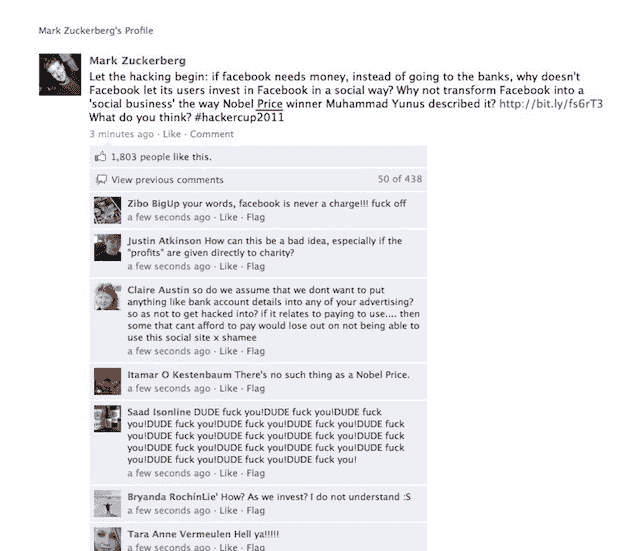 Mark Zuckerberg's Profile
Mark Zuckerberg
Let the hacking begin: if facebook needs money, instead of going to the banks, why doesn't
Facebook let its users invest in Facebook in a social way? Why not transform Facebook into a
'social business' the way Nobel Price winner Muhammad Yunus described it? http://bit.ly/fs6rT3
What do you think? #hackercup2011
3 minutes ago · Like · Comment
1,803 people like this.
View previous comments 50 of 438
Zibo BigUp your words, facebook is never a charge!!! fuck off
a few seconds ago · Like · Flag
Justin Atkinson How can this be a bad idea, especially if the
"profits" are given directly to charity?
a few seconds ago · Like · Flag
Claire Austin so do we assume that we dont want to put
anything like bank account details into any of your advertising?
so as not to get hacked into? if it relates to paying to use.... then
some that cant afford to pay would lose out on not being able to
use this social site x shamee
a few seconds ago · Like · Flag
Itamar O Kestenbaum There's no such thing as a Nobel Price.
a few seconds ago · Like · Flag
Saad Isonline DUDE fuck you!DUDE fuck you!DUDE fuck
you!DUDE fuck you!DUDE fuck you!DUDE fuck you!DUDE fuck
you!DUDE fuck you!DUDE fuck you!DUDE fuck you!DUDE fuck
you!DUDE fuck you!DUDE fuck you!DUDE fuck you!DUDE fuck
you!DUDE fuck you!DUDE fuck you!DUDE fuck you!
a few seconds ago · Like · Flag
Bryanda RochinLie' How? As we invest? I do not understand :S
a few seconds ago · Like · Flag
Tara Anne Vermeulen Hell ya!!!!!
a few seconds ago · Like · Flag